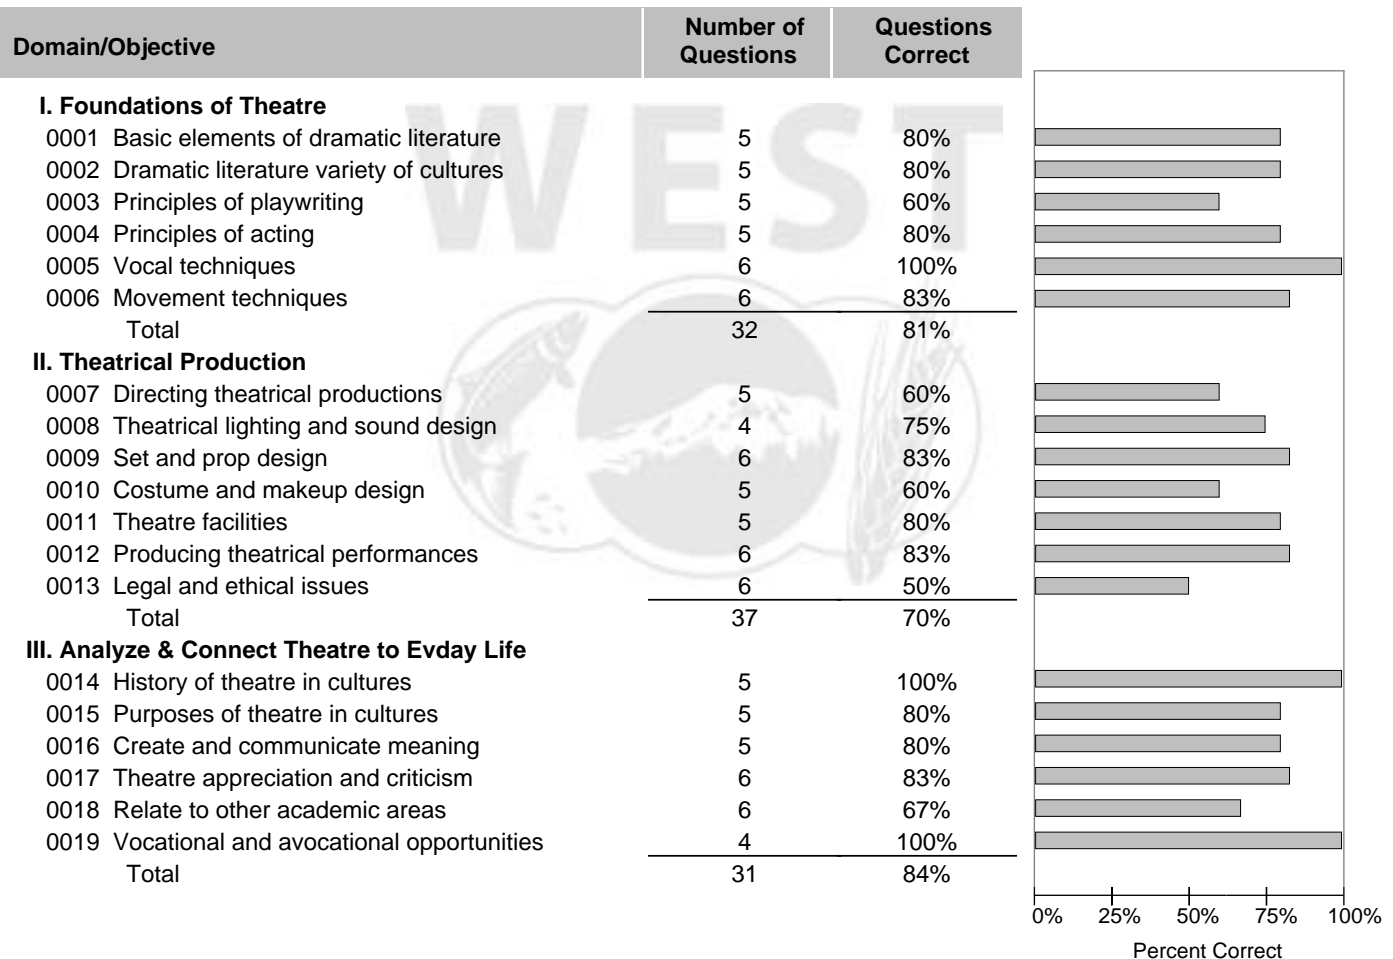 Domain/Objective Number of Questions Questions Correct
WEST
I. Foundations of Theatre
0001 Basic elements of dramatic literature 5 80%
0002 Dramatic literature variety of cultures 5 80%
0003 Principles of playwriting 5 60%
0004 Principles of acting 5 80%
0005 Vocal techniques 6 100%
0006 Movement techniques 6 83%
Total 32 81%
II. Theatrical Production
0007 Directing theatrical productions 5 60%
0008 Theatrical lighting and sound design 4 75%
0009 Set and prop design 6 83%
0010 Costume and makeup design 5 60%
0011 Theatre facilities 5 80%
0012 Producing theatrical performances 6 83%
0013 Legal and ethical issues 6 50%
Total 37 70%
III. Analyze & Connect Theatre to Evday Life
0014 History of theatre in cultures 5 100%
0015 Purposes of theatre in cultures 5 80%
0016 Create and communicate meaning 5 80%
0017 Theatre appreciation and criticism 6 83%
0018 Relate to other academic areas 6 67%
0019 Vocational and avocational opportunities 4 100%
Total 31 84%
0% 25% 50% 75% 100%
Percent Correct